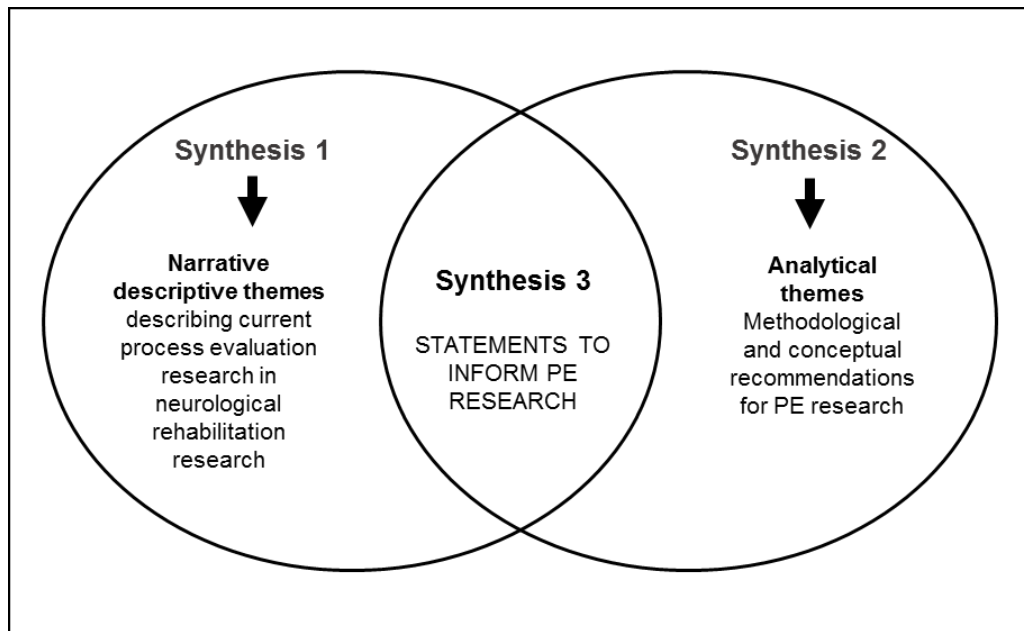 Synthesis 1
Narrative
descriptive themes
describing current
process evaluation
research in
neurological
rehabilitation
research
Synthesis 3
STATEMENTS TO
INFORM PE
RESEARCH
Synthesis 2
Analytical
themes
Methodological
and conceptual
recommendations
for PE research